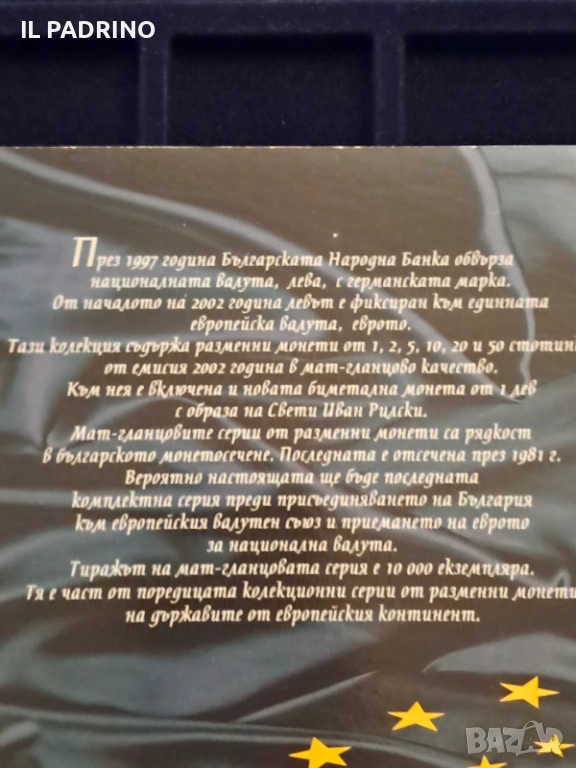 IL PADRINO
През 1997 година Българската Народна Банка обвърза
националната валута, лева, с германската марка.
От началото на 2002 година левът е фиксиран към единната
европейска валута, еврото.
Тази колекция съдържа разменни монети от 1, 2, 5, 10, 20 и 50 стотин
от емисия 2002 година в мат-гланцово качество.
Към нея е включена и новата биметална монета от 1 лев
с образа на Свети Иван Рилски.
Мат-гланцовите серии от разменни монети са рядкост
в българското монетосечене. Последната е отсечена през 1981 г.
Вероятно настоящата ще бъде последната
комплектна серия преди присъединяването на България
към европейския валутен съюз и приемането на еврото
за национална валута.
Тиражът на мат-гланцовата серия е 10 000 екземпляра.
Тя е част от поредицата колекционни серии от разменни монети
на държавите от европейския континент.
BAZAR